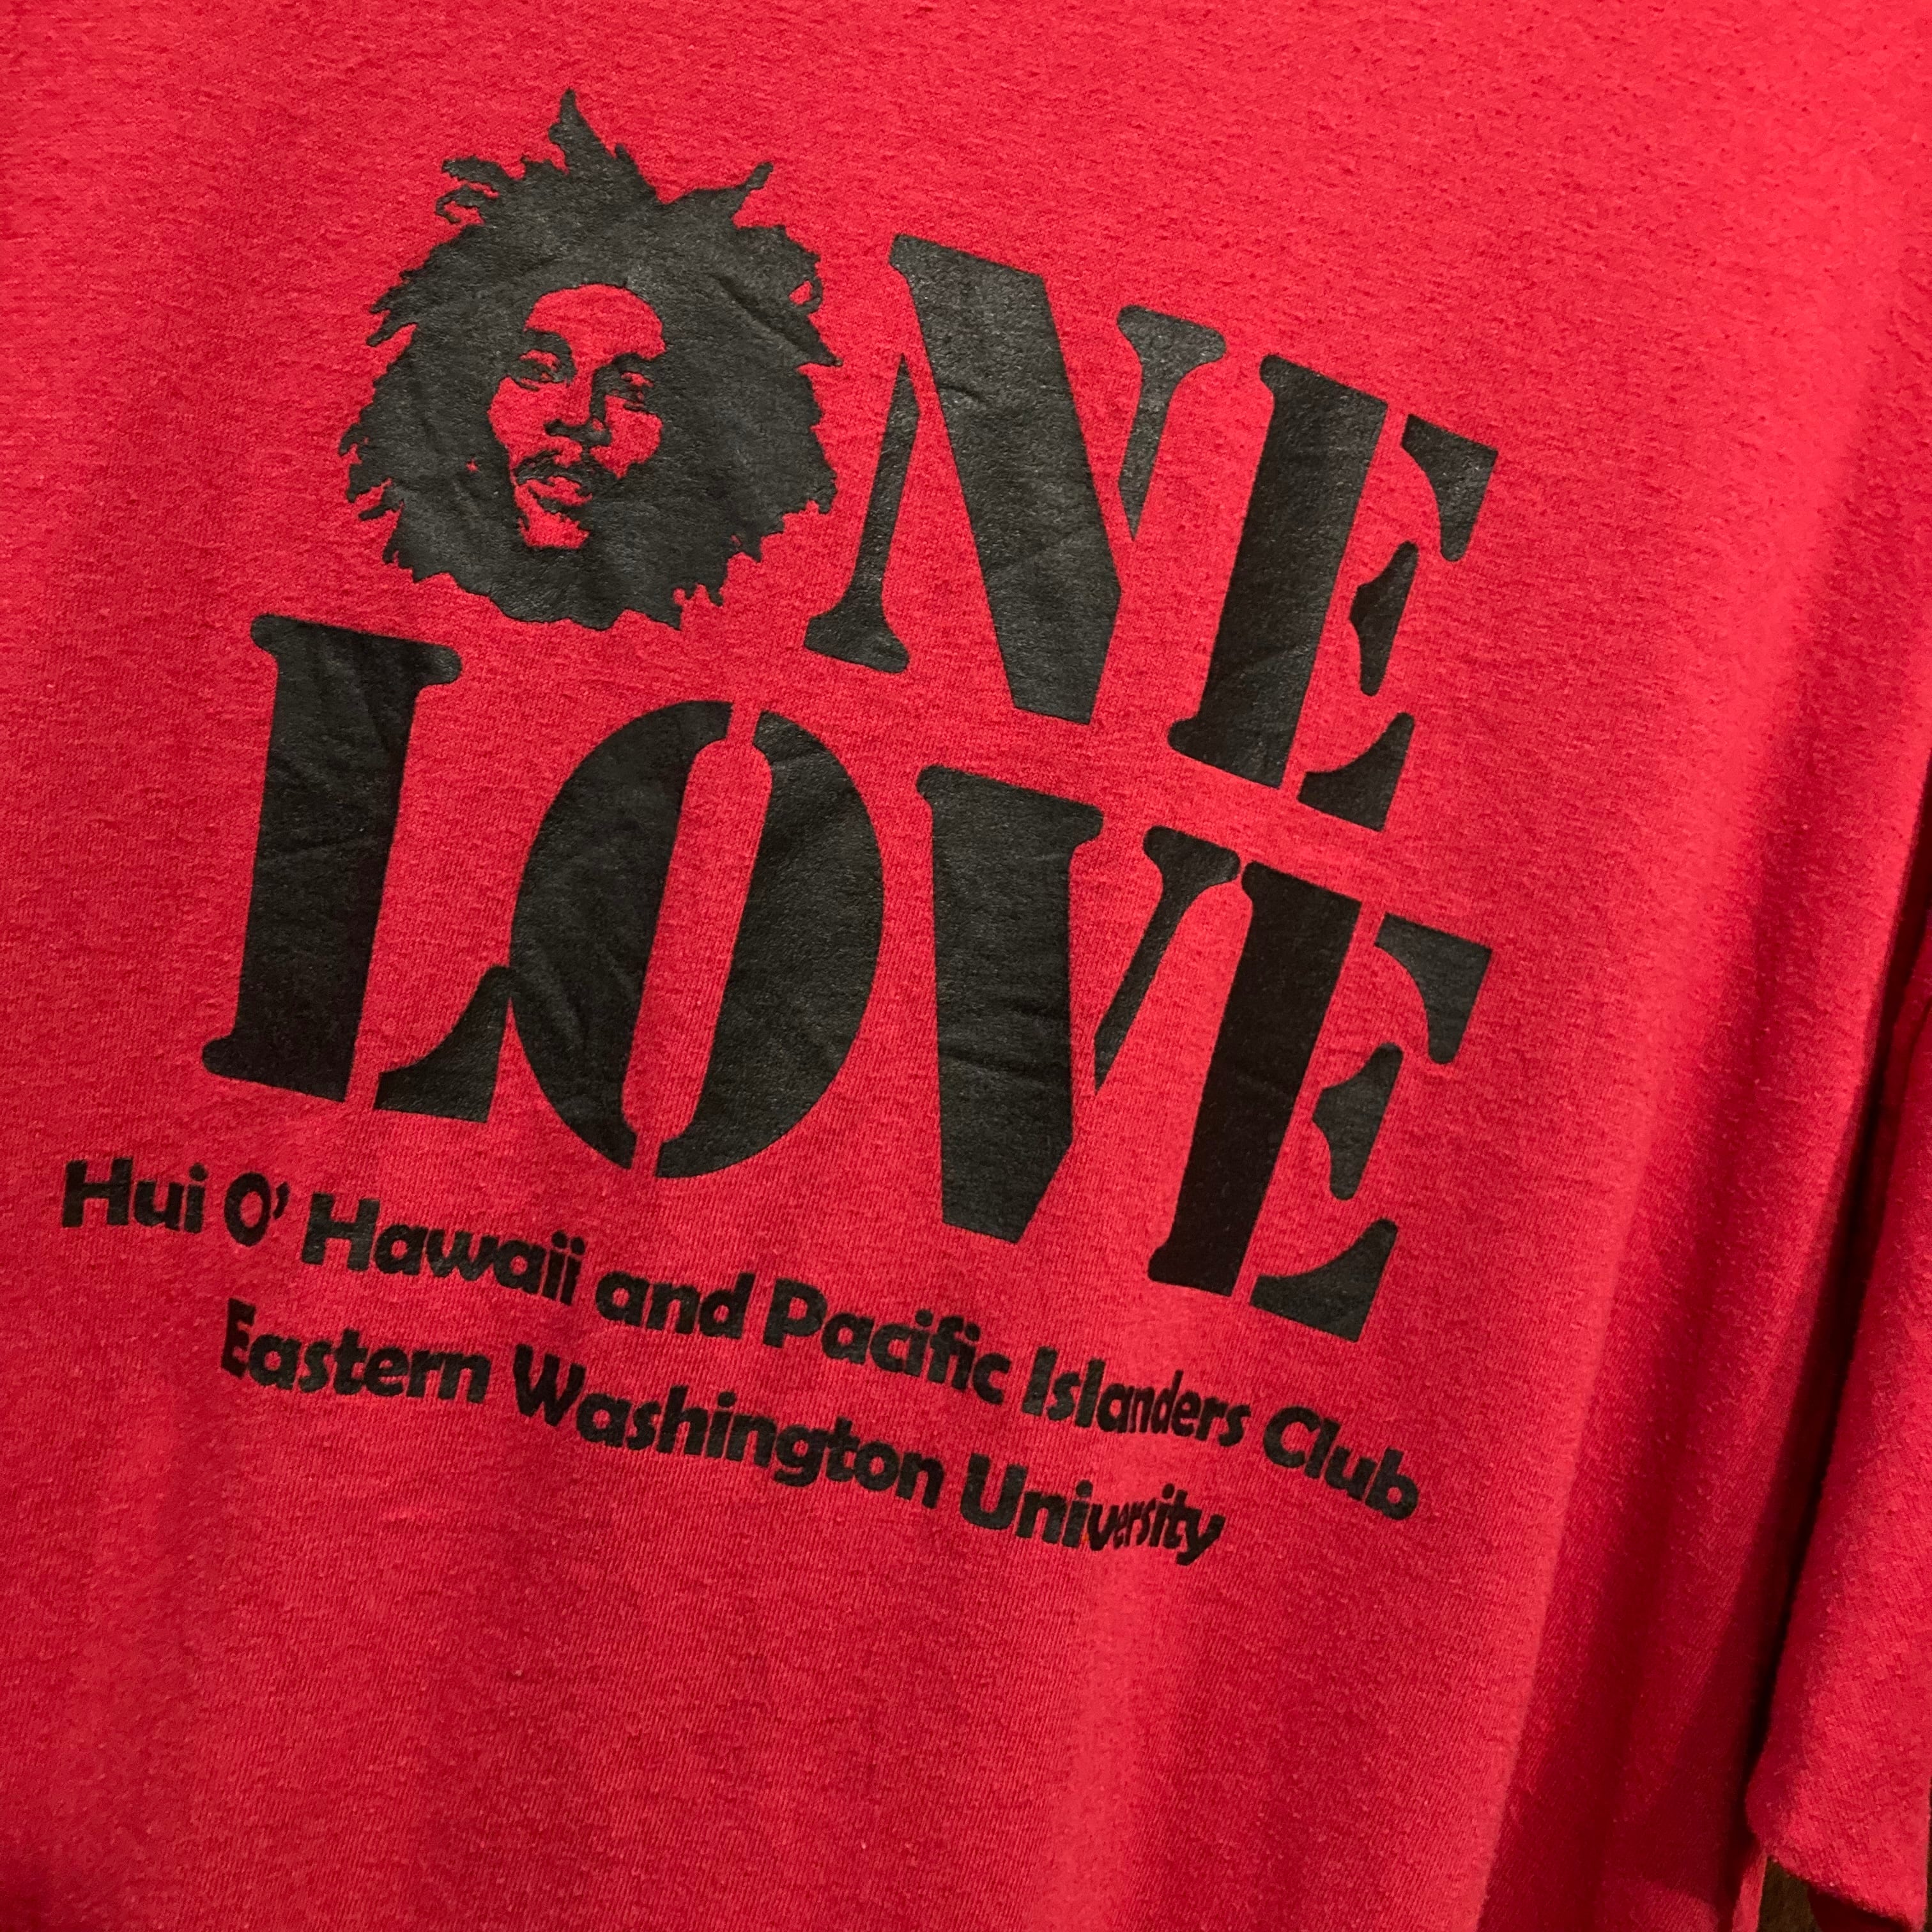 ONE
LOVE
Hui O' Hawaii and Pacific Islanders Club
Eastern Washington University